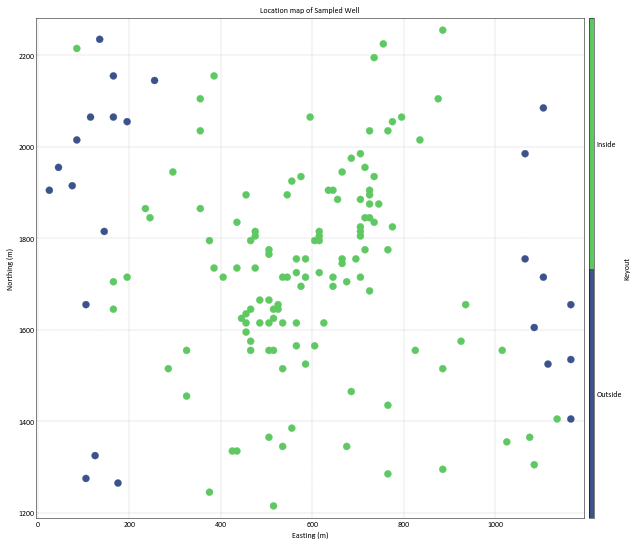 Location map of Sampled Well
2200
2000
1800
1600
1400
1200
Northing (m)
0 200 400 600 800 1000
Easting (m)
Inside
Outside
Keyout